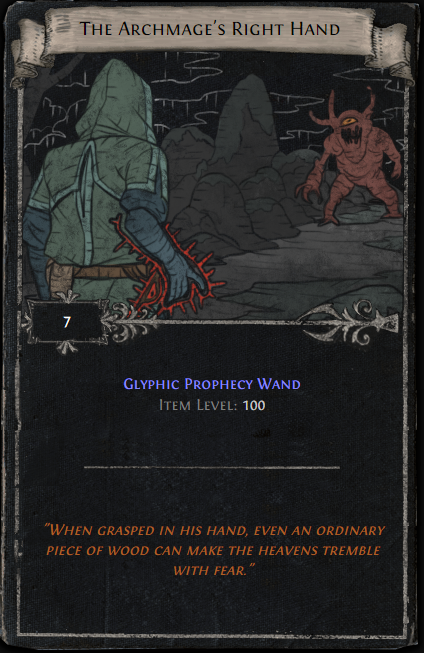 The Archmage's Right Hand
7
Glyphic Prophecy Wand
Item Level: 100
"When grasped in his hand, even an ordinary
piece of wood can make the heavens tremble
with fear."